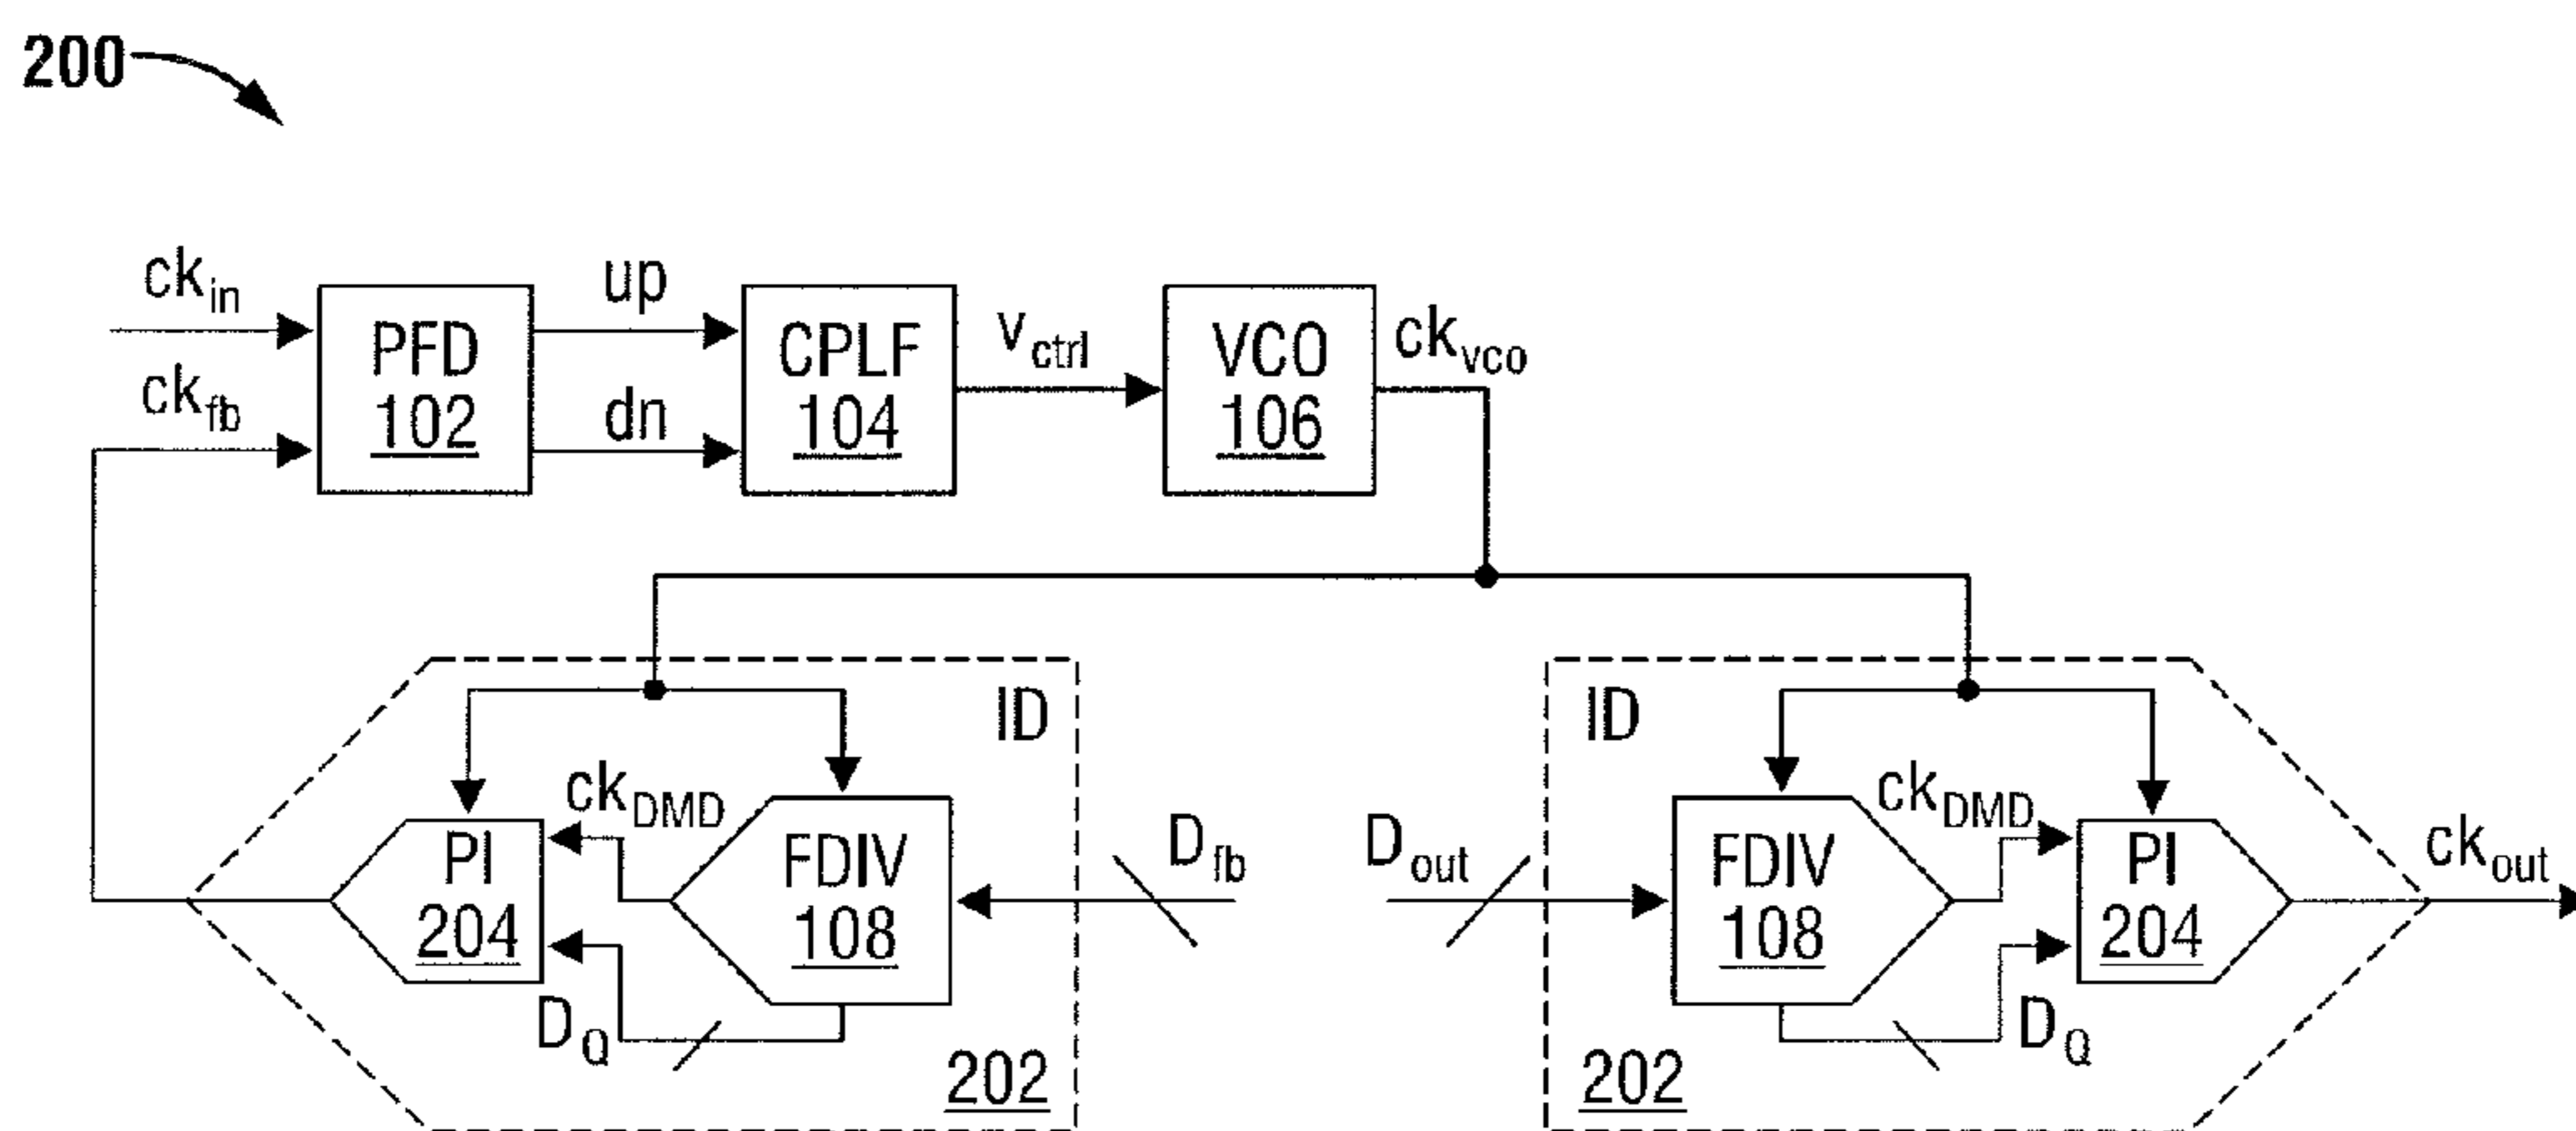 200
ck_in
up
ck_fb
dn
PFD
102
CPLF
104
v_ctrl
VCO
106
ck_vco
ID
ck_DMD
PI
204
FDIV
108
D_fb
D_Q
202
ID
D_out
FDIV
108
ck_DMD
PI
204
ck_out
D_Q
202